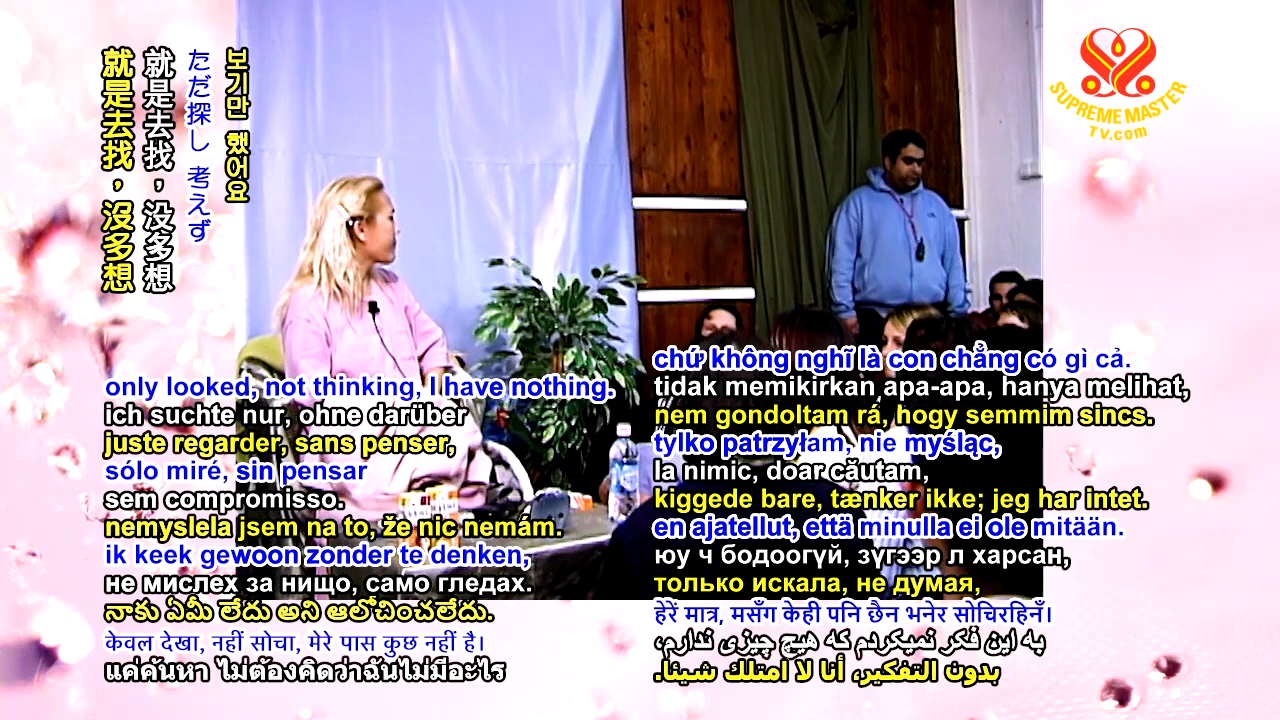 就是去找，沒多想
就是去找，没多想
ただ探し 考えず
보기만 했어요
SUPREME MASTER
TV.com
only looked, not thinking, I have nothing.
ich suchte nur, ohne darüber
juste regarder, sans penser,
sólo miré, sin pensar
sem compromisso.
nemyslela jsem na to, že nic nemám.
ik keek gewoon zonder te denken,
не мислех за нищо, само гледах.
నాకు ఏమీ లేదు అని ఆలోచించలేదు.
केवल देखा, नहीं सोचा, मेरे पास कुछ नहीं है।
แค่ค้นหา ไม่ต้องคิดว่าฉันไม่มีอะไร
chứ không nghĩ là con chẳng có gì cả.
tidak memikirkan apa-apa, hanya melihat,
nem gondoltam rá, hogy semmim sincs.
tylko patrzyłam, nie myśląc,
la nimic, doar căutam,
kiggede bare, tænker ikke; jeg har intet.
en ajatellut, että minulla ei ole mitään.
юу ч бодоогүй, зүгээр л харсан,
только искала, не думая,
हेरें मात्र, मसँग केही पनि छैन भनेर सोचिरहिनँ।
به این فکر نمیکردم که هیچ چیزی ندارم،
بدون التفكير، أنا لا امتلك شيئا.